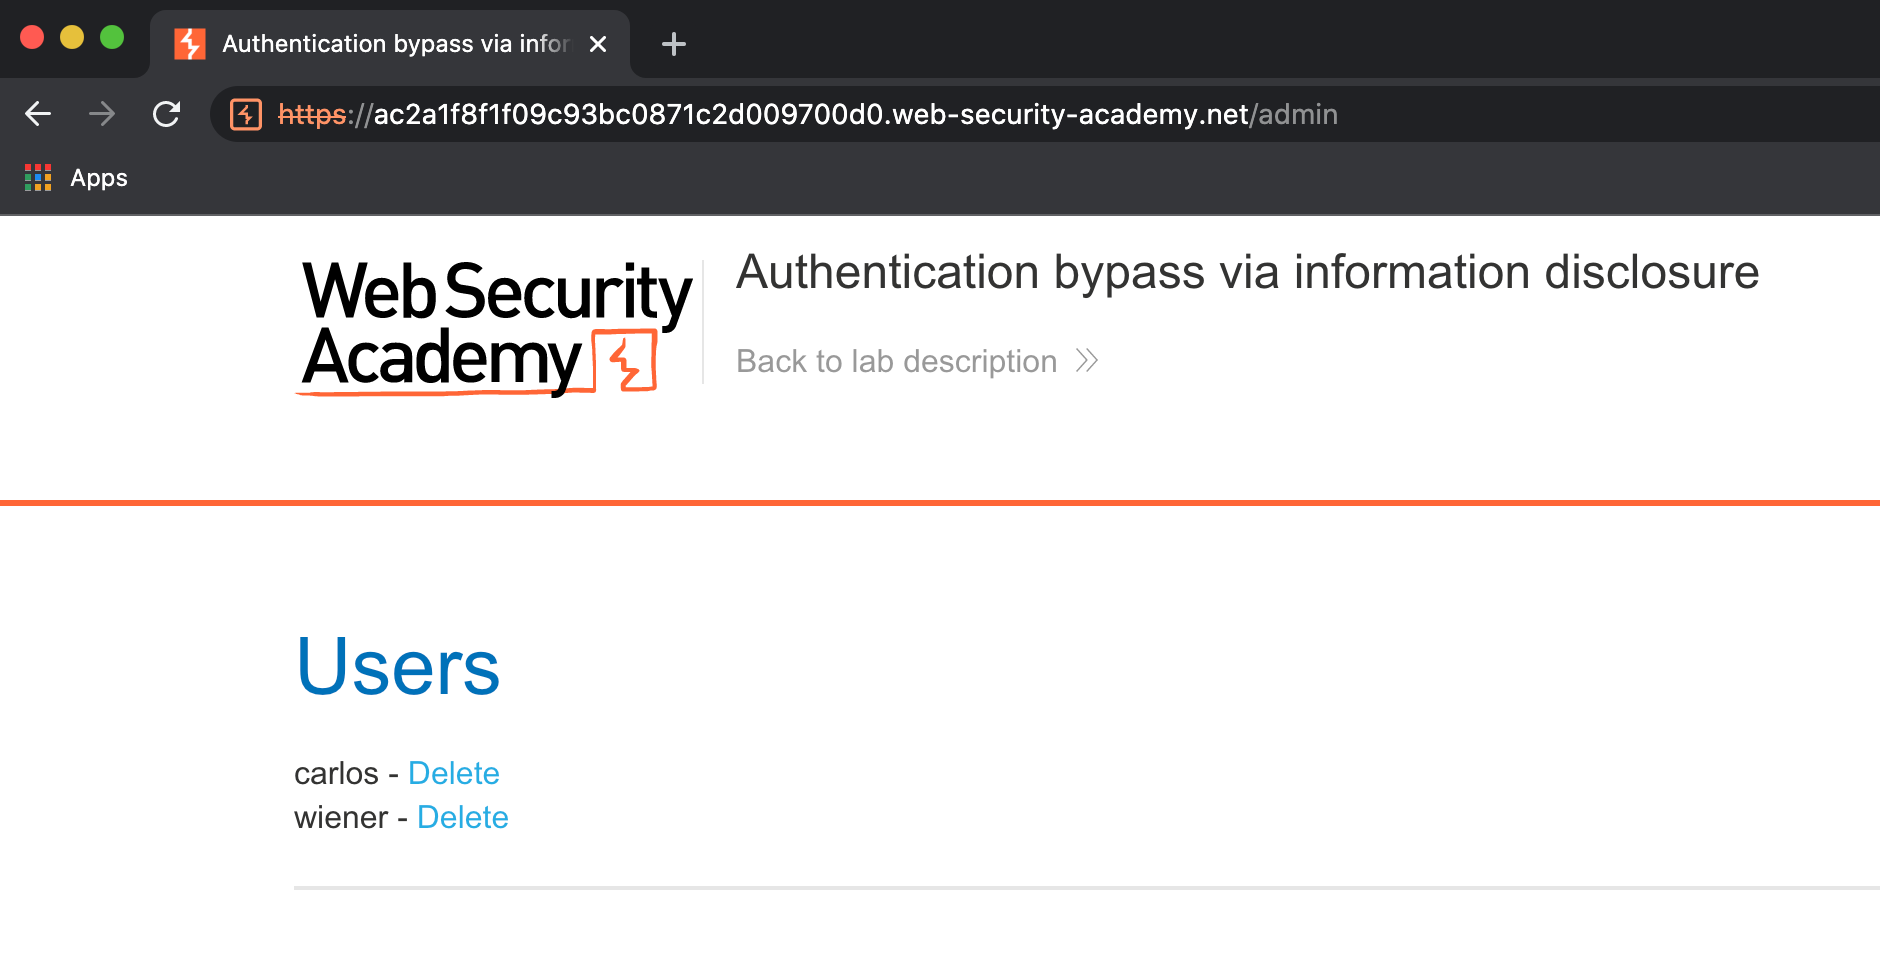 Authentication bypass via infor
https://ac2a1f8f1f09c93bc0871c2d009700d0.web-security-academy.net/admin
Apps
Web Security
Academy
Authentication bypass via information disclosure
Back to lab description
Users
carlos - Delete
wiener - Delete